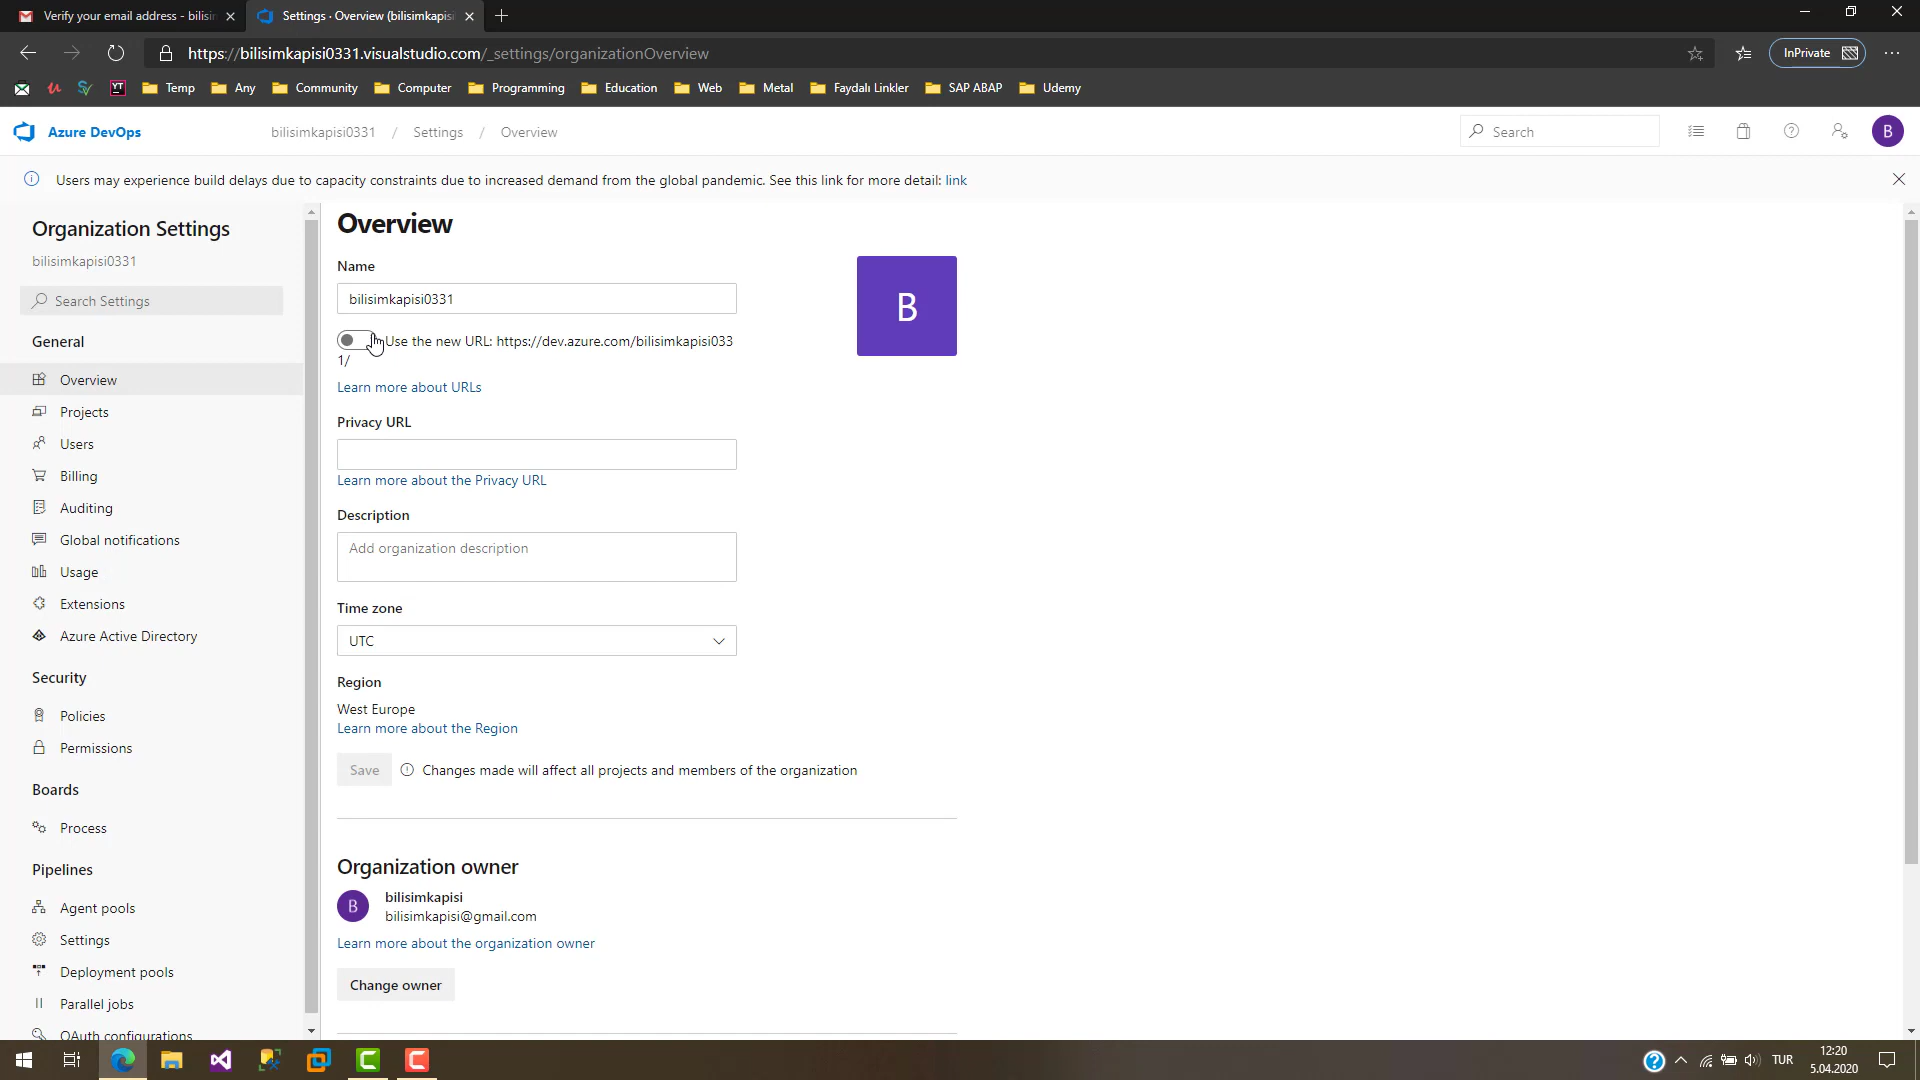 Verify your email address - bilisim
Settings · Overview (bilisimkapisi
https://bilisimkapisi0331.visualstudio.com/_settings/organizationOverview
InPrivate
YT
Temp
Any
Community
Computer
Programming
Education
Web
Metal
Faydalı Linkler
SAP ABAP
Udemy
Azure DevOps
bilisimkapisi0331 / Settings / Overview
Search
B
Users may experience build delays due to capacity constraints due to increased demand from the global pandemic. See this link for more detail: link
Organization Settings
bilisimkapisi0331
Search Settings
General
Overview
Projects
Users
Billing
Auditing
Global notifications
Usage
Extensions
Azure Active Directory
Security
Policies
Permissions
Boards
Process
Pipelines
Agent pools
Settings
Deployment pools
Parallel jobs
OAuth configurations
Overview
Name
bilisimkapisi0331
B
Use the new URL: https://dev.azure.com/bilisimkapisi033
1/
Learn more about URLs
Privacy URL
Learn more about the Privacy URL
Description
Add organization description
Time zone
UTC
Region
West Europe
Learn more about the Region
Save
Changes made will affect all projects and members of the organization
Organization owner
B
bilisimkapisi
bilisimkapisi@gmail.com
Learn more about the organization owner
Change owner
TUR
12:20
5.04.2020